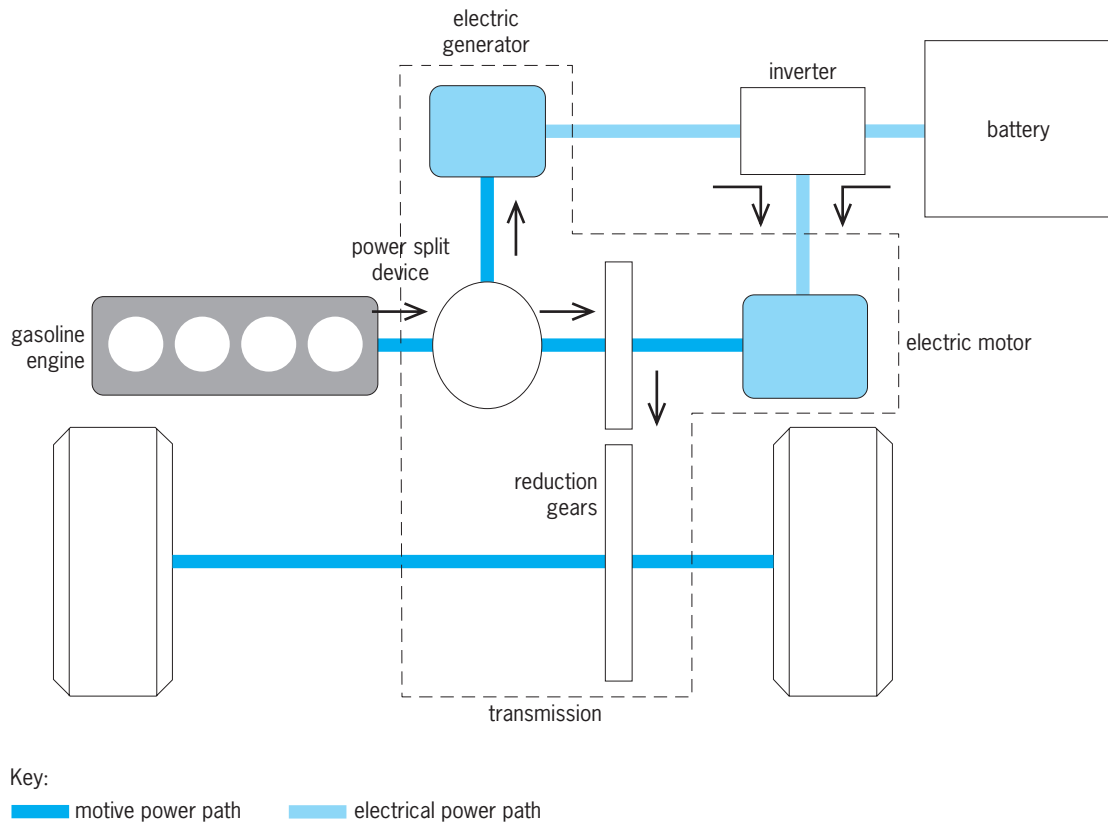 electric
generator
inverter
battery
power split
device
gasoline
engine
electric motor
reduction
gears
transmission
Key:
motive power path
electrical power path